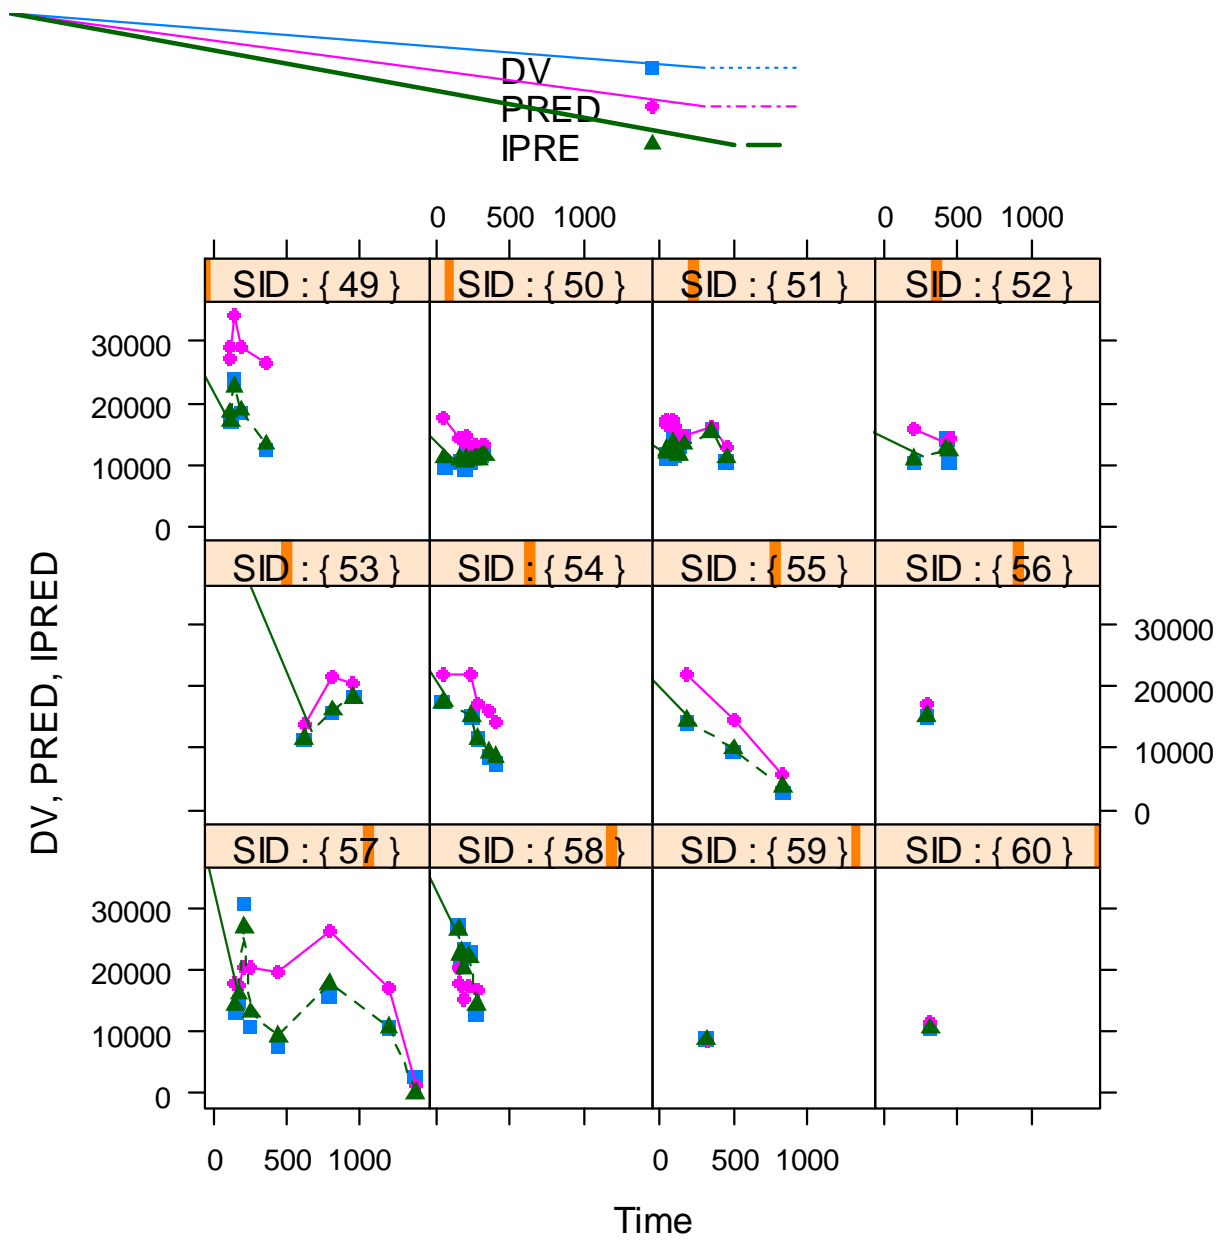 DV
PRED
IPRE
0 500 1000 0 500 1000
SID : { 49 } SID : { 50 } SID : { 51 } SID : { 52 }
30000
20000
10000
0
SID : { 53 } SID : { 54 } SID : { 55 } SID : { 56 }
30000
20000
10000
0
DV, PRED, IPRED
SID : { 57 } SID : { 58 } SID : { 59 } SID : { 60 }
30000
20000
10000
0
0 500 1000 0 500 1000
Time